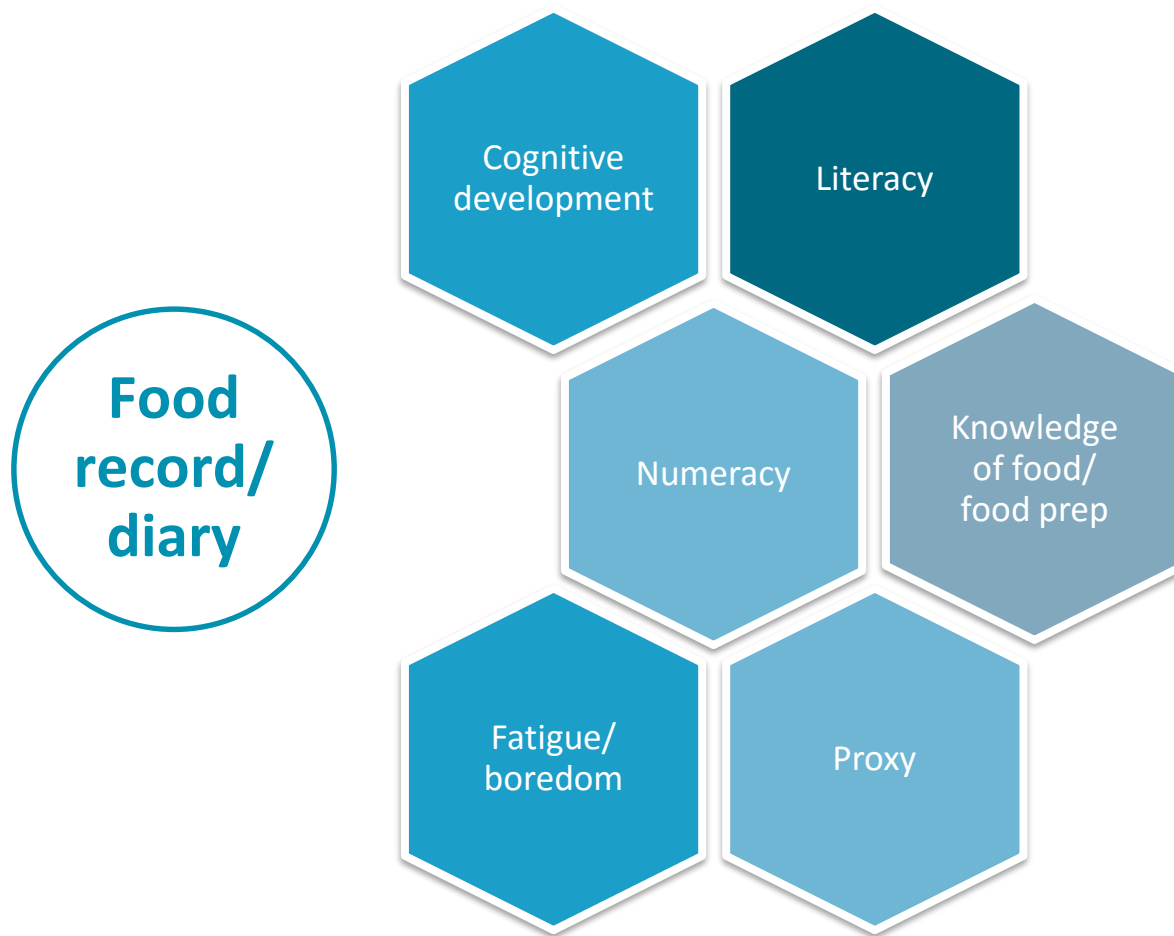 Food
record/
diary
Cognitive
development
Literacy
Numeracy
Knowledge
of food/
food prep
Fatigue/
boredom
Proxy